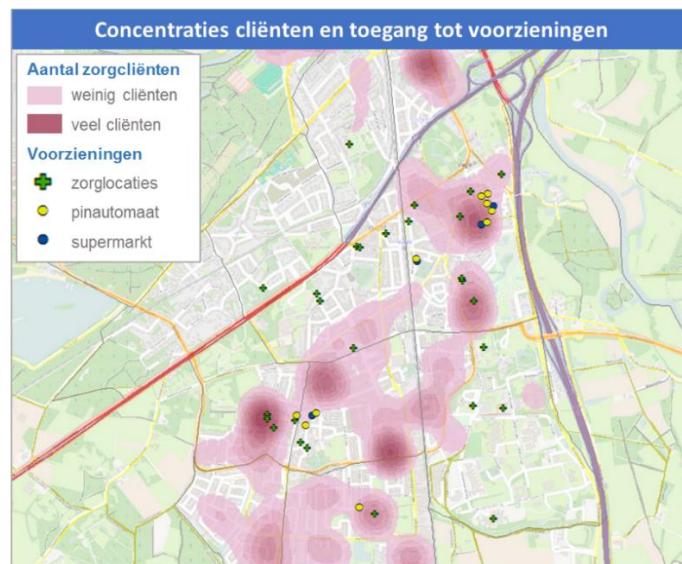 Concentraties cliënten en toegang tot voorzieningen
Aantal zorgcliënten
weinig cliënten
veel cliënten
Voorzieningen
zorglocaties
pinautomaat
supermarkt